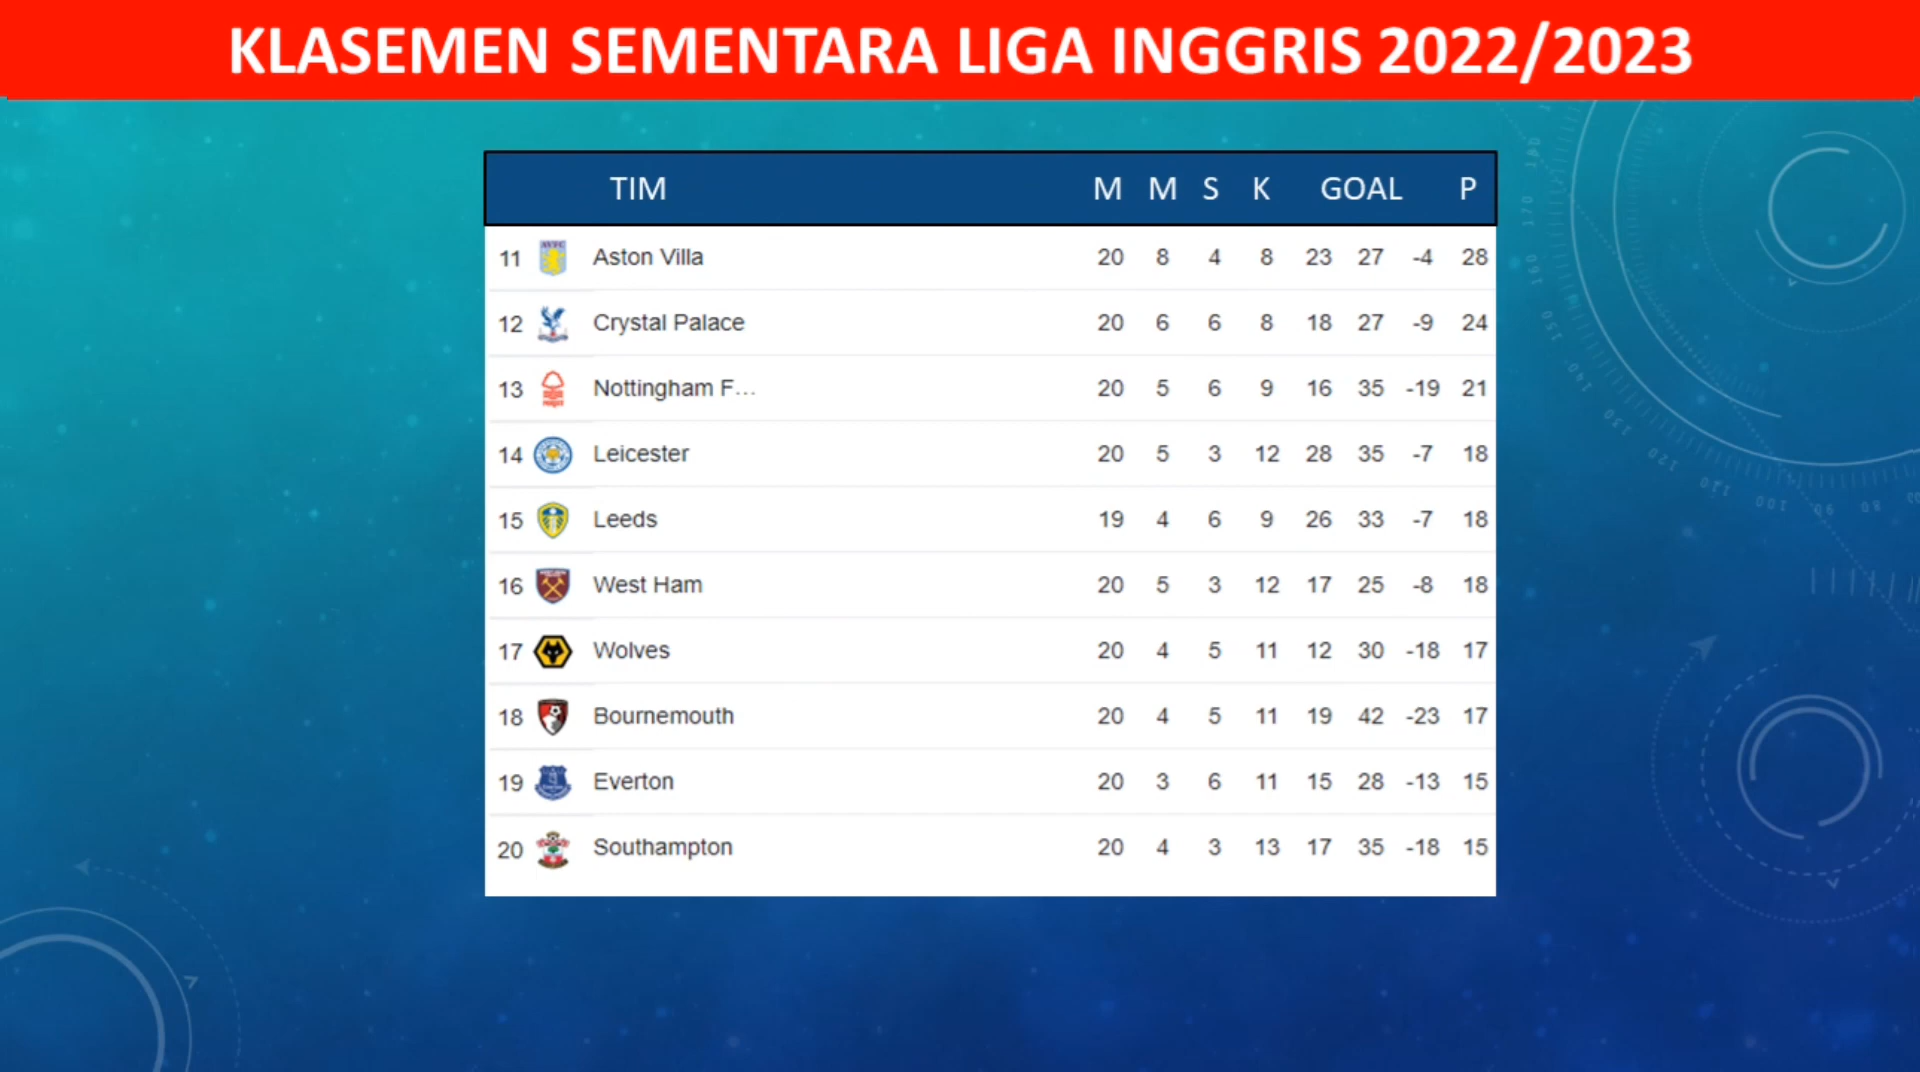 KLASEMEN SEMENTARA LIGA INGGRIS 2022/2023
TIM M M S K GOAL P
11 Aston Villa 20 8 4 8 23 27 -4 28
12 Crystal Palace 20 6 6 8 18 27 -9 24
13 Nottingham F... 20 5 6 9 16 35 -19 21
14 Leicester 20 5 3 12 28 35 -7 18
15 Leeds 19 4 6 9 26 33 -7 18
16 West Ham 20 5 3 12 17 25 -8 18
17 Wolves 20 4 5 11 12 30 -18 17
18 Bournemouth 20 4 5 11 19 42 -23 17
19 Everton 20 3 6 11 15 28 -13 15
20 Southampton 20 4 3 13 17 35 -18 15